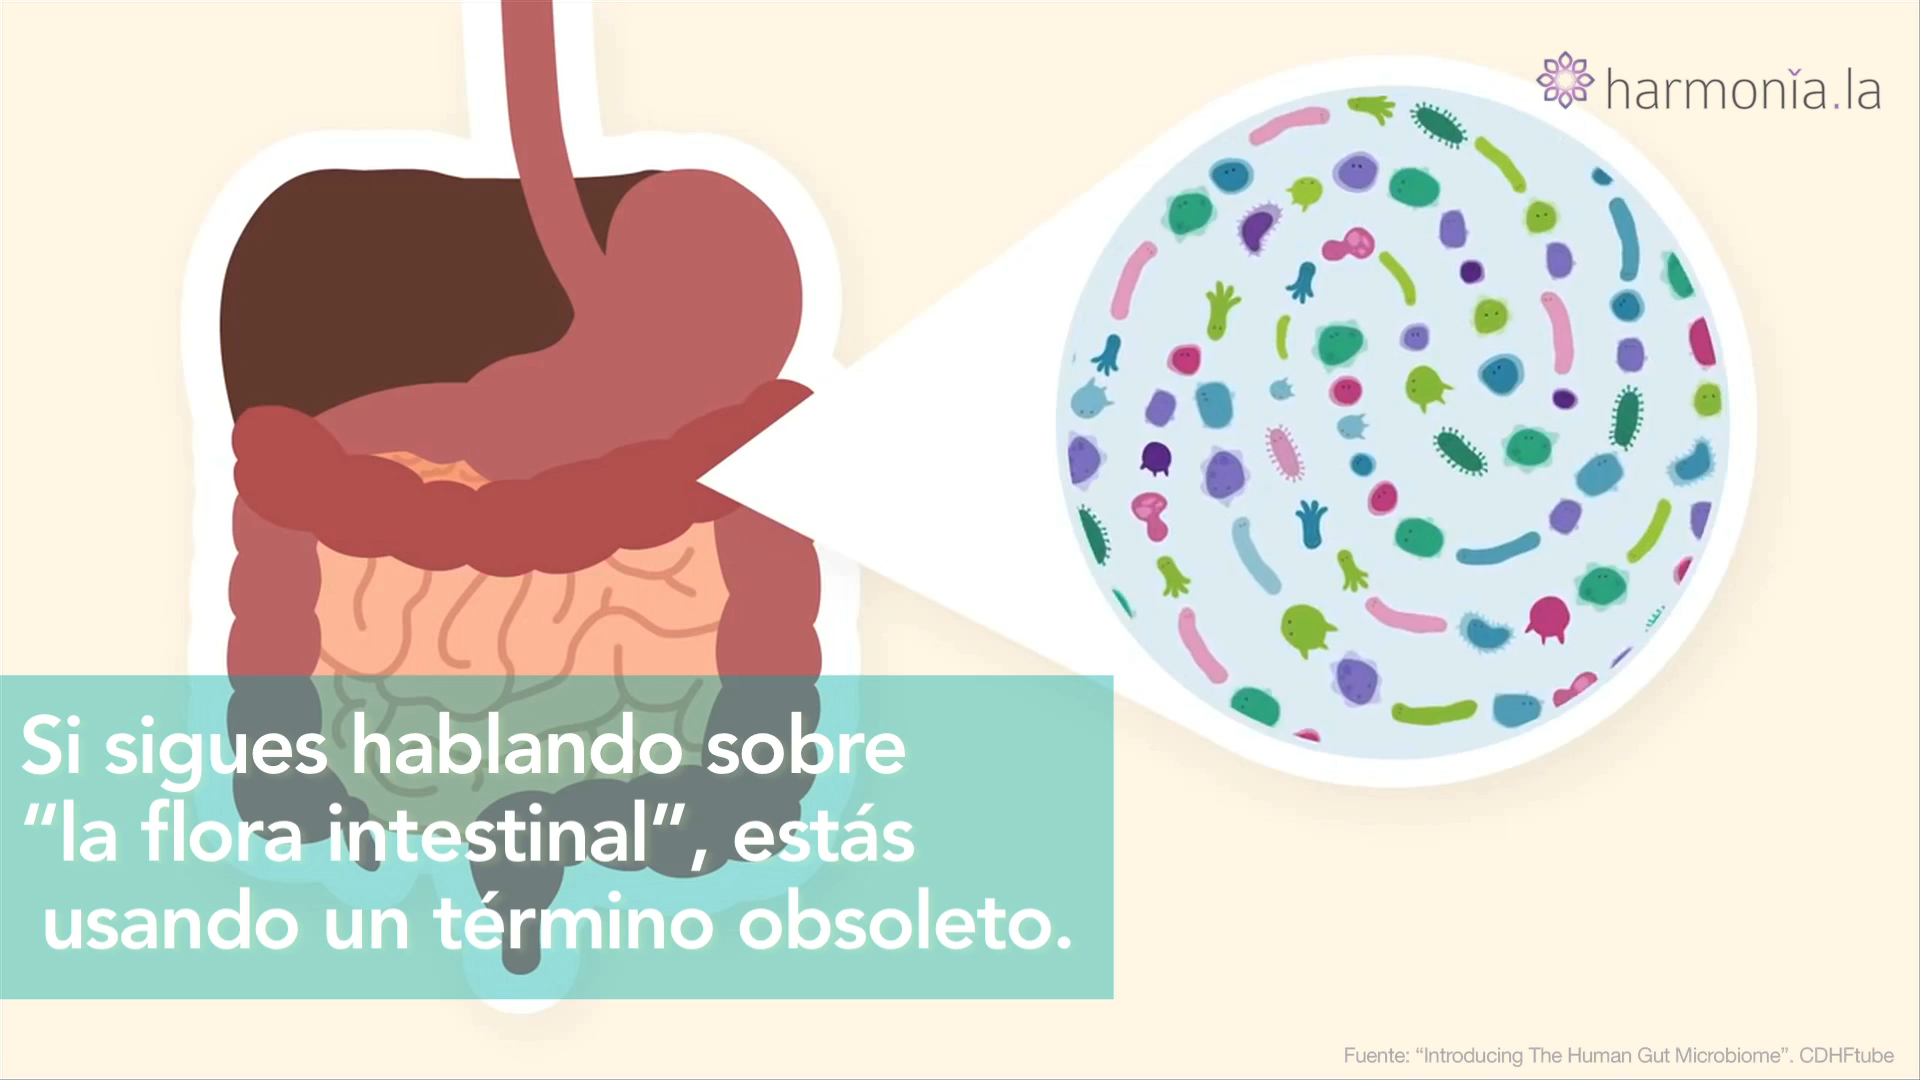 harmonía.la
Si sigues hablando sobre
“la flora intestinal”, estás
usando un término obsoleto.
Fuente: “Introducing The Human Gut Microbiome”. CDHFtube